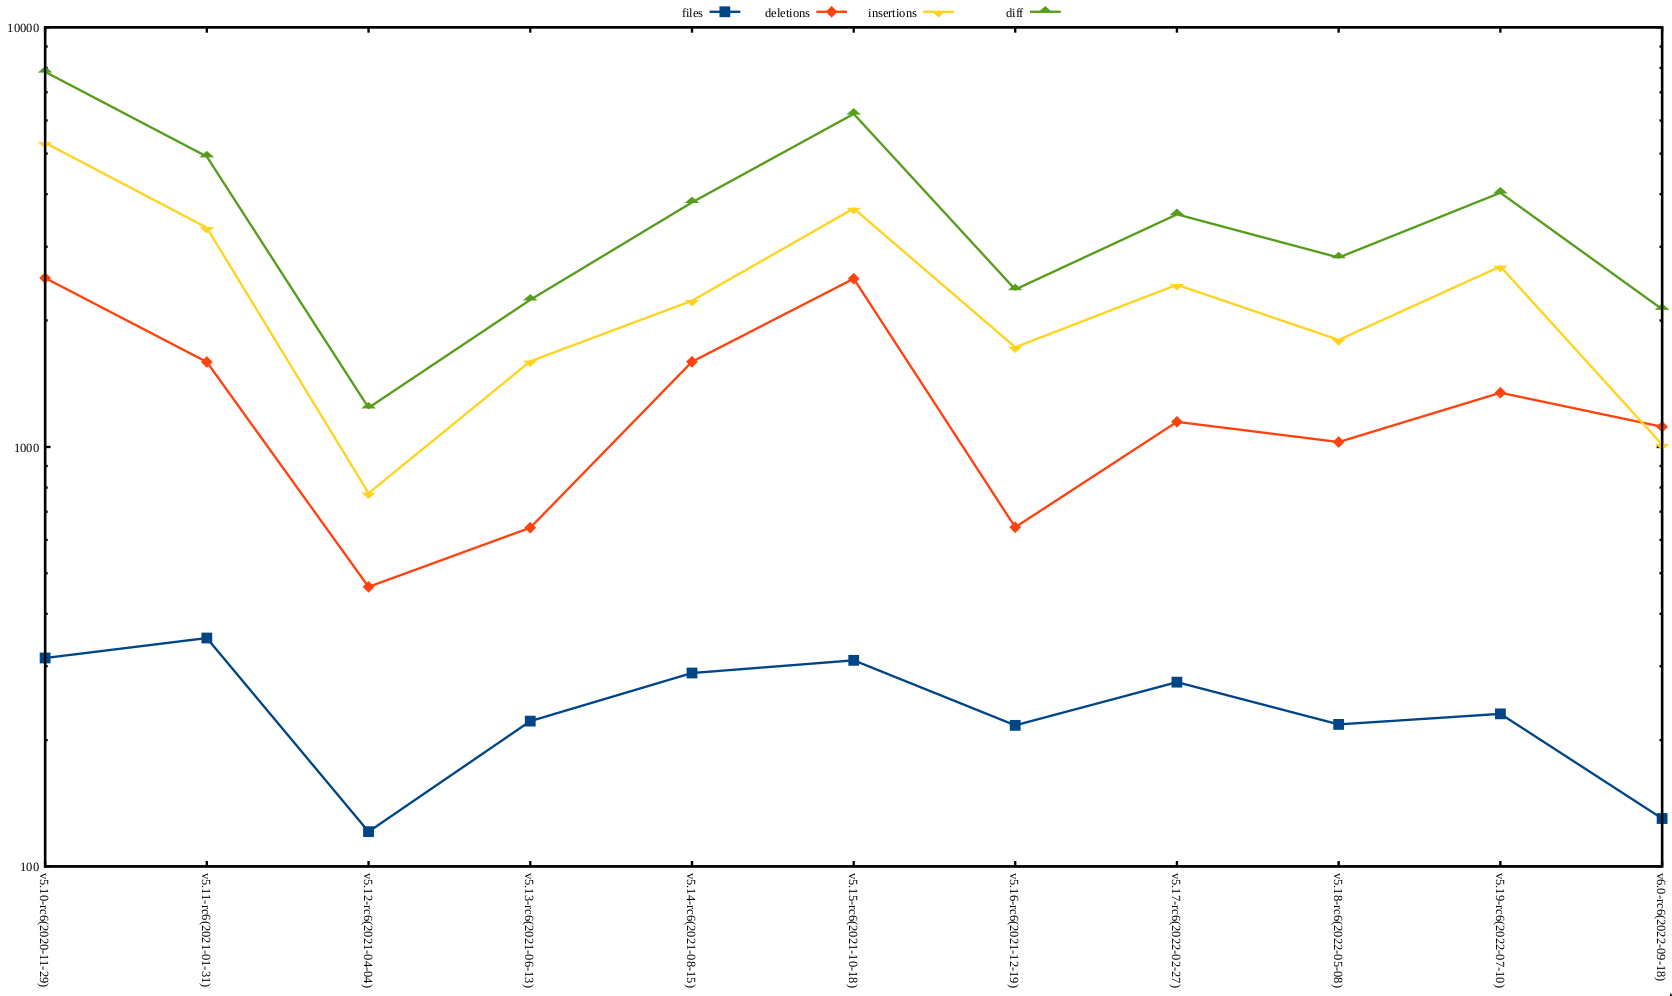 files deletions insertions diff
10000
1000
100
v5.10-rc6(2020-11-29)
v5.11-rc6(2021-01-31)
v5.12-rc6(2021-04-04)
v5.13-rc6(2021-06-13)
v5.14-rc6(2021-08-15)
v5.15-rc6(2021-10-18)
v5.16-rc6(2021-12-19)
v5.17-rc6(2022-02-27)
v5.18-rc6(2022-05-08)
v5.19-rc6(2022-07-10)
v6.0-rc6(2022-09-18)